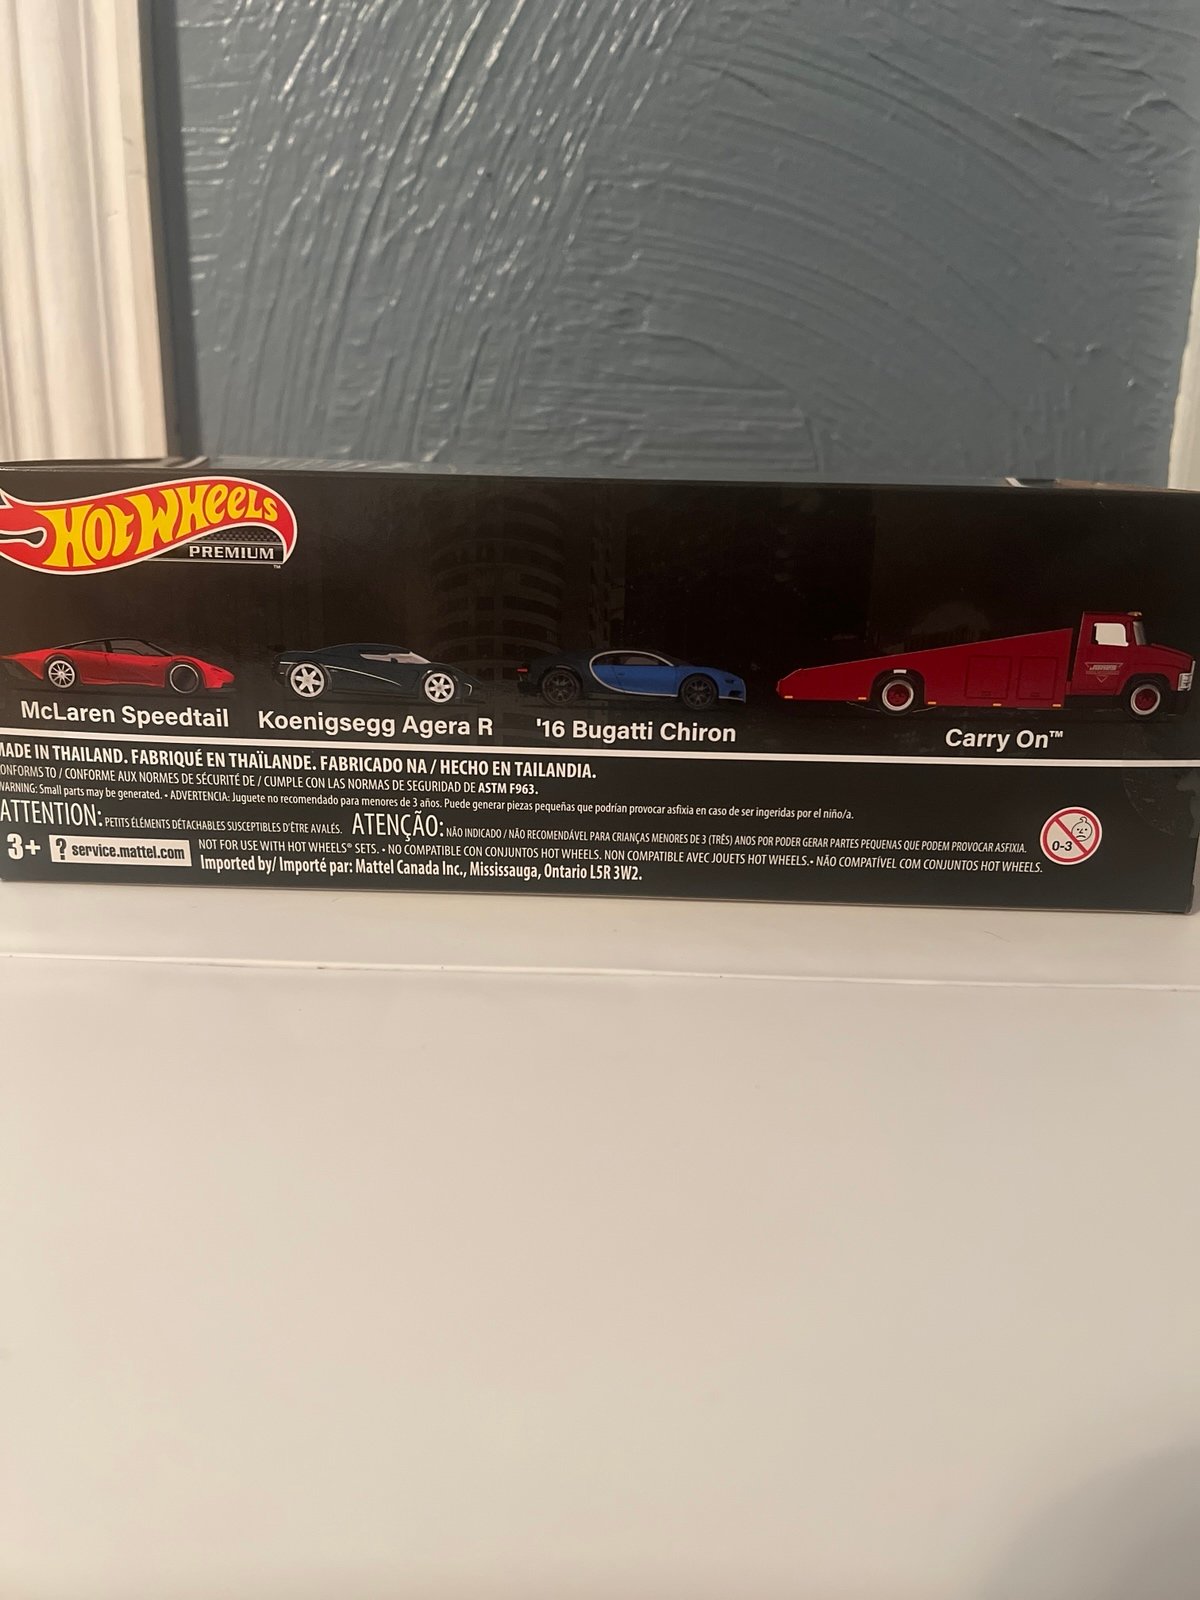 HOT WHEELS
PREMIUM™
McLaren Speedtail
Koenigsegg Agera R
'16 Bugatti Chiron
Carry On™
MADE IN THAILAND. FABRIQUÉ EN THAÏLANDE. FABRICADO NA / HECHO EN TAILANDIA.
ONFORMS TO / CONFORME AUX NORMES DE SÉCURITÉ DE / CUMPLE CON LAS NORMAS DE SEGURIDAD DE ASTM F963.
WARNING: Small parts may be generated. • ADVERTENCIA: Juguete no recomendado para menores de 3 años. Puede generar piezas pequeñas que podrían provocar asfixia en caso de ser ingeridas por el niño/a.
ATTENTION: PETITS ÉLÉMENTS DÉTACHABLES SUSCEPTIBLES D'ÊTRE AVALÉS. ATENÇÃO: NÃO INDICADO / NÃO RECOMENDÁVEL PARA CRIANÇAS MENORES DE 3 (TRÊS) ANOS POR PODER GERAR PARTES PEQUENAS QUE PODEM PROVOCAR ASFIXIA.
3+ ? service.mattel.com NOT FOR USE WITH HOT WHEELS® SETS. • NO COMPATIBLE CON CONJUNTOS HOT WHEELS. NON COMPATIBLE AVEC JOUETS HOT WHEELS. • NÃO COMPATÍVEL COM CONJUNTOS HOT WHEELS.
Imported by/ Importé par: Mattel Canada Inc., Mississauga, Ontario L5R 3W2.
0-3